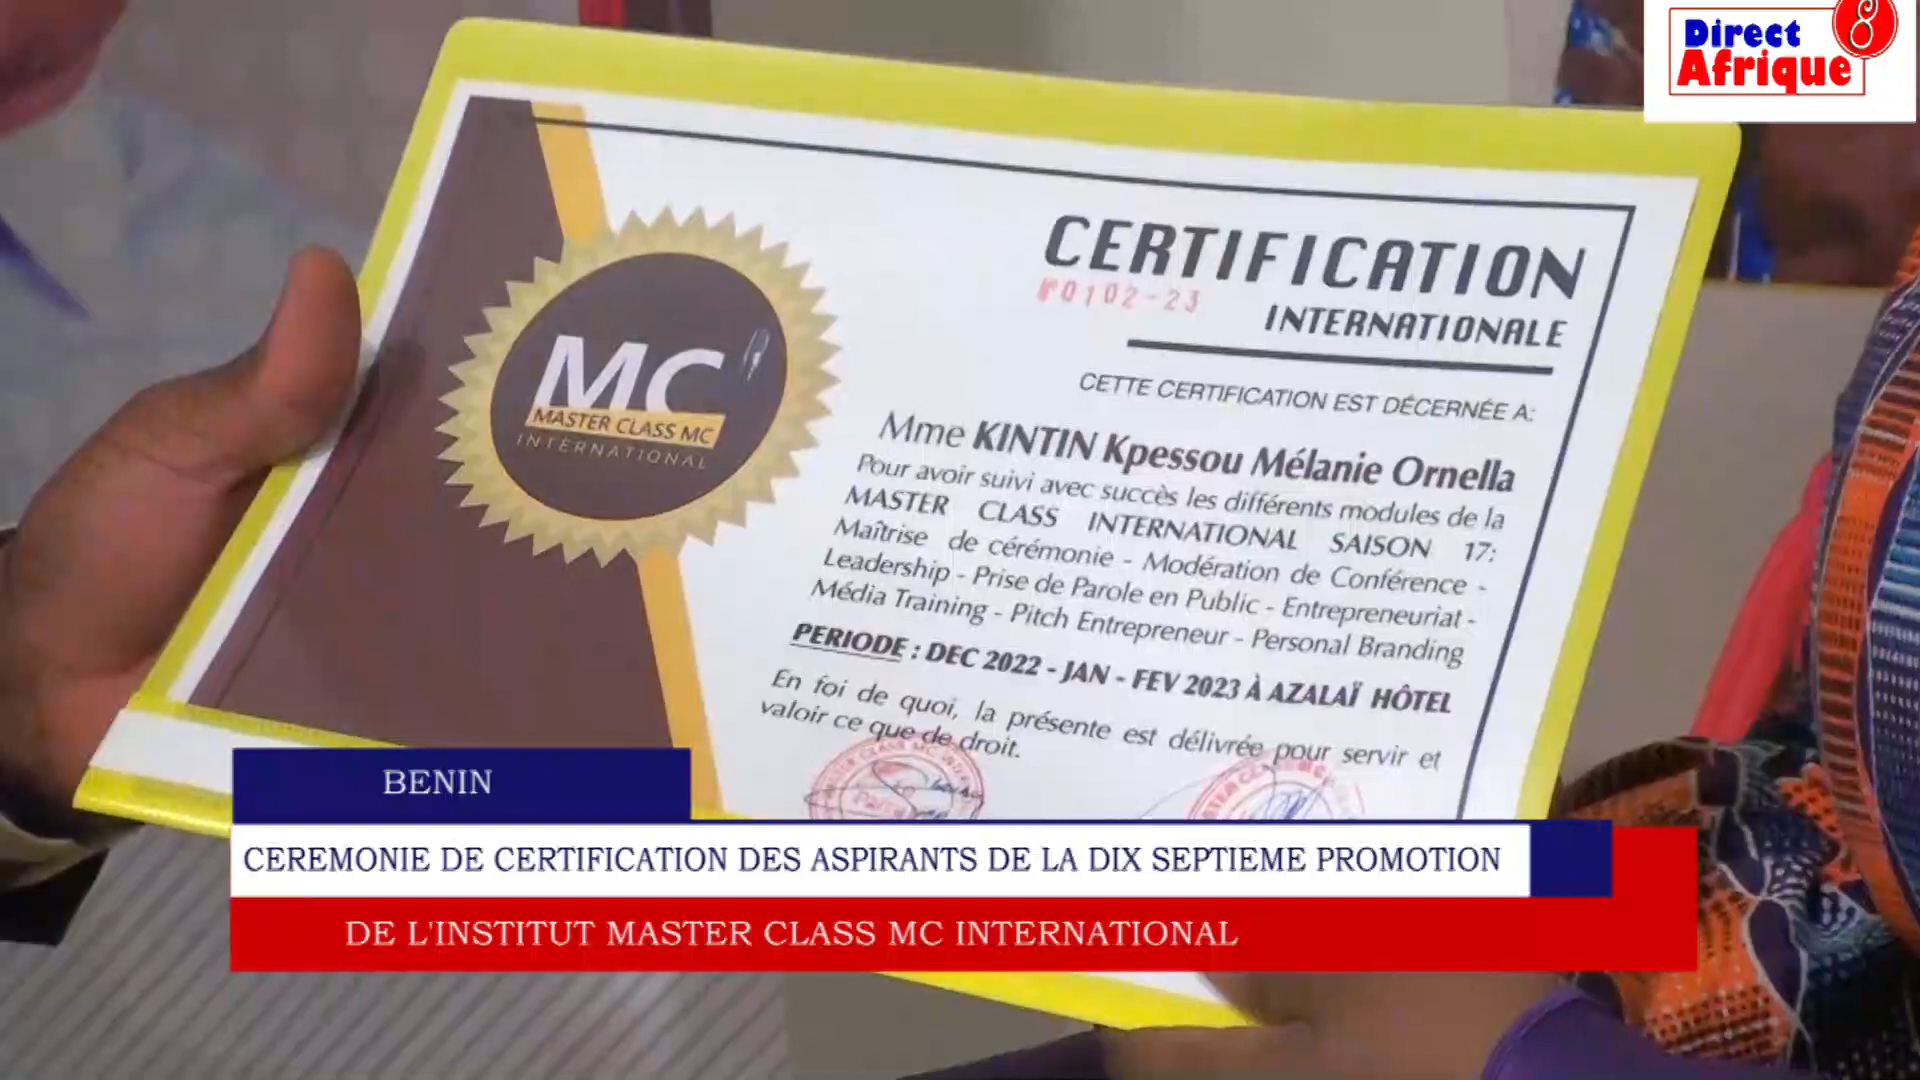 Direct
Afrique
CERTIFICATION
N°0102-23
INTERNATIONALE
CETTE CERTIFICATION EST DÉCERNÉE A:
Mme KINTIN Kpessou Mélanie Ornella
Pour avoir suivi avec succès les différents modules de la
MASTER CLASS INTERNATIONAL SAISON 17:
Maîtrise de cérémonie - Modération de Conférence -
Leadership - Prise de Parole en Public - Entrepreneuriat -
Média Training - Pitch Entrepreneur - Personal Branding
PERIODE : DEC 2022 - JAN - FEV 2023 À AZALAÏ HÔTEL
En foi de quoi, la présente est délivrée pour servir et
valoir ce que de droit.
MC
MASTER CLASS MC
INTERNATIONAL
BENIN
CEREMONIE DE CERTIFICATION DES ASPIRANTS DE LA DIX SEPTIEME PROMOTION
DE L'INSTITUT MASTER CLASS MC INTERNATIONAL